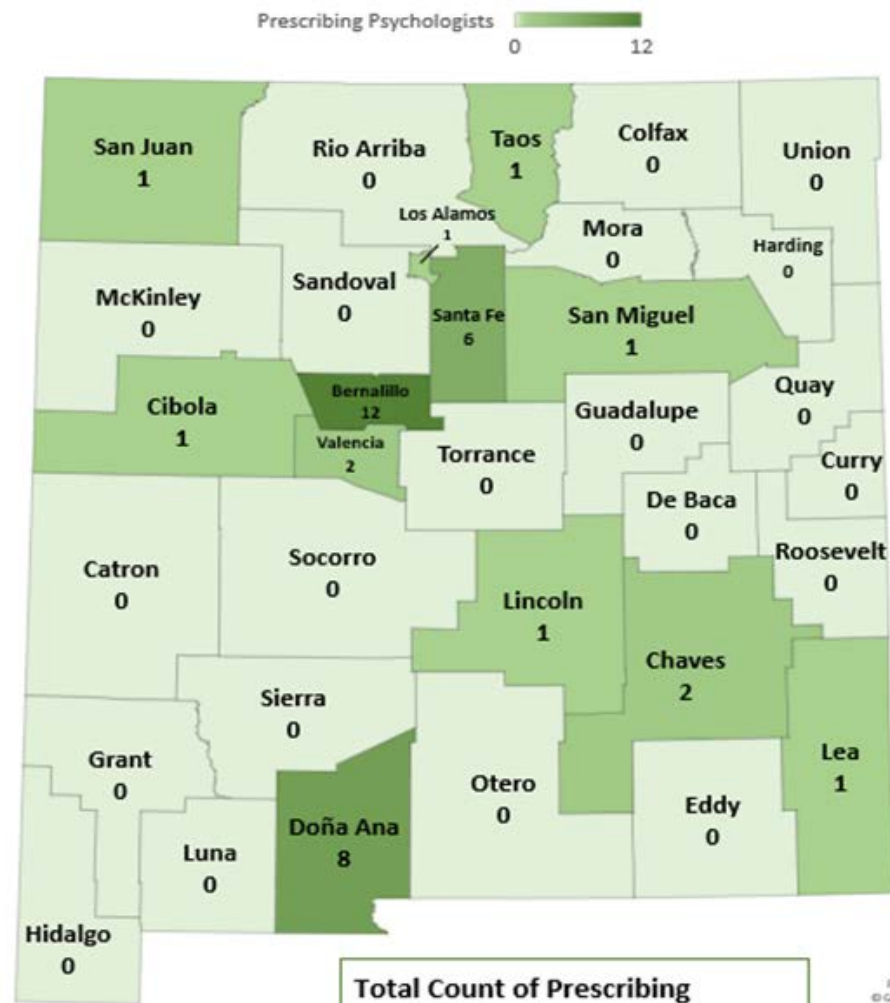 Prescribing Psychologists
0 12
San Juan
1
Rio Arriba
0
Taos
1
Colfax
0
Union
0
Los Alamos
1
Mora
0
Harding
0
McKinley
0
Sandoval
0
Santa Fe
6
San Miguel
1
Quay
0
Cibola
1
Bernalillo
12
Valencia
2
Torrance
0
Guadalupe
0
Curry
0
De Baca
0
Roosevelt
0
Catron
0
Socorro
0
Lincoln
1
Chaves
2
Lea
1
Sierra
0
Grant
0
Doña Ana
8
Otero
0
Eddy
0
Luna
0
Hidalgo
0
Total Count of Prescribing